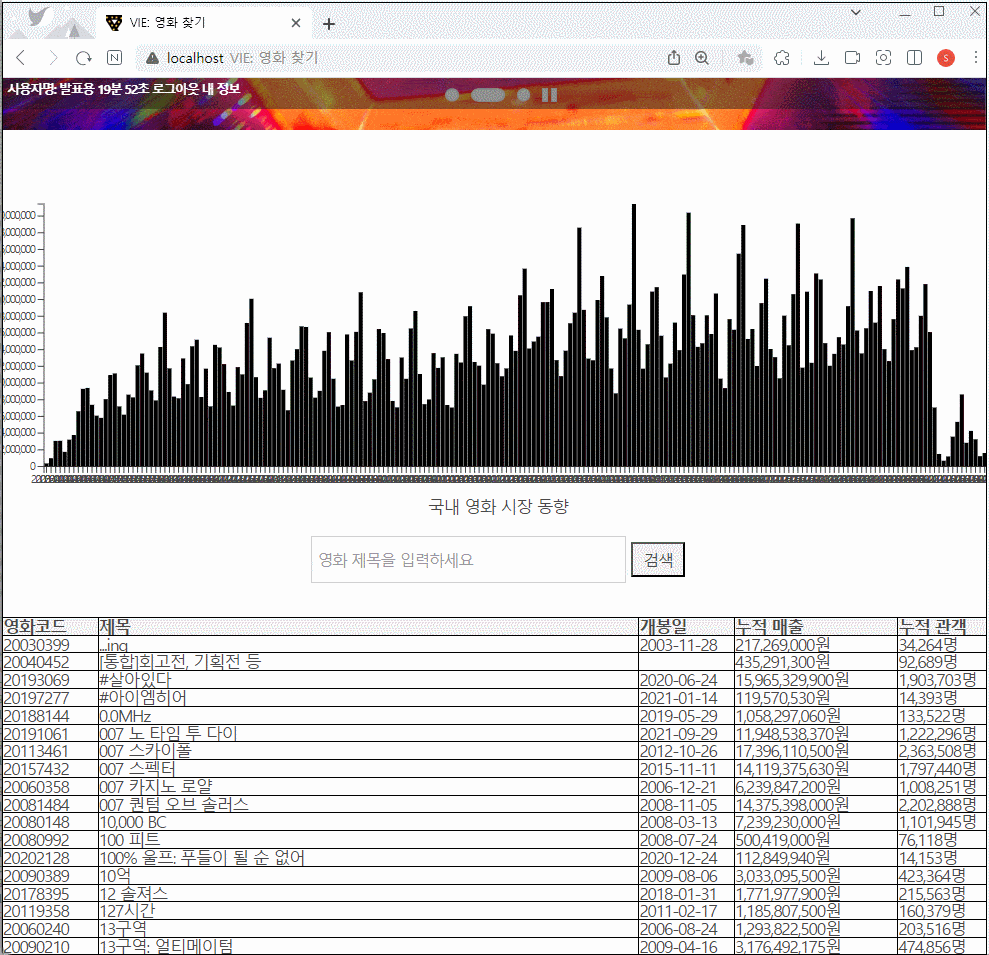 VIE: 영화 찾기
localhost VIE: 영화 찾기
사용자명: 발표용 19분 52초 로그아웃 내 정보
0
국내 영화 시장 동향
영화 제목을 입력하세요 검색
영화코드 제목 개봉일 누적 매출 누적 관객
20030399 ...ing 2003-11-28 217,269,000원 34,264명
20040452 [통합]회고전, 기획전 등 435,291,300원 92,689명
20193069 #살아있다 2020-06-24 15,965,329,900원 1,903,703명
20197277 #아이엠히어 2021-01-14 119,570,530원 14,393명
20188144 0.0MHz 2019-05-29 1,058,297,060원 133,522명
20191061 007 노 타임 투 다이 2021-09-29 11,948,538,370원 1,222,296명
20113461 007 스카이폴 2012-10-26 17,396,110,500원 2,363,508명
20157432 007 스펙터 2015-11-11 14,119,375,630원 1,797,440명
20060358 007 카지노 로얄 2006-12-21 6,239,847,200원 1,008,251명
20081484 007 퀀텀 오브 솔러스 2008-11-05 14,375,398,000원 2,202,888명
20080148 10,000 BC 2008-03-13 7,239,230,000원 1,101,945명
20080992 100 피트 2008-07-24 500,419,000원 76,118명
20202128 100% 울프: 푸들이 될 순 없어 2020-12-24 112,849,940원 14,153명
20090389 10억 2009-08-06 3,033,095,500원 423,364명
20178395 12 솔져스 2018-01-31 1,771,977,900원 215,563명
20119358 127시간 2011-02-17 1,185,807,500원 160,379명
20060240 13구역 2006-08-24 1,293,822,500원 203,516명
20090210 13구역: 얼티메이텀 2009-04-16 3,176,492,175원 474,856명